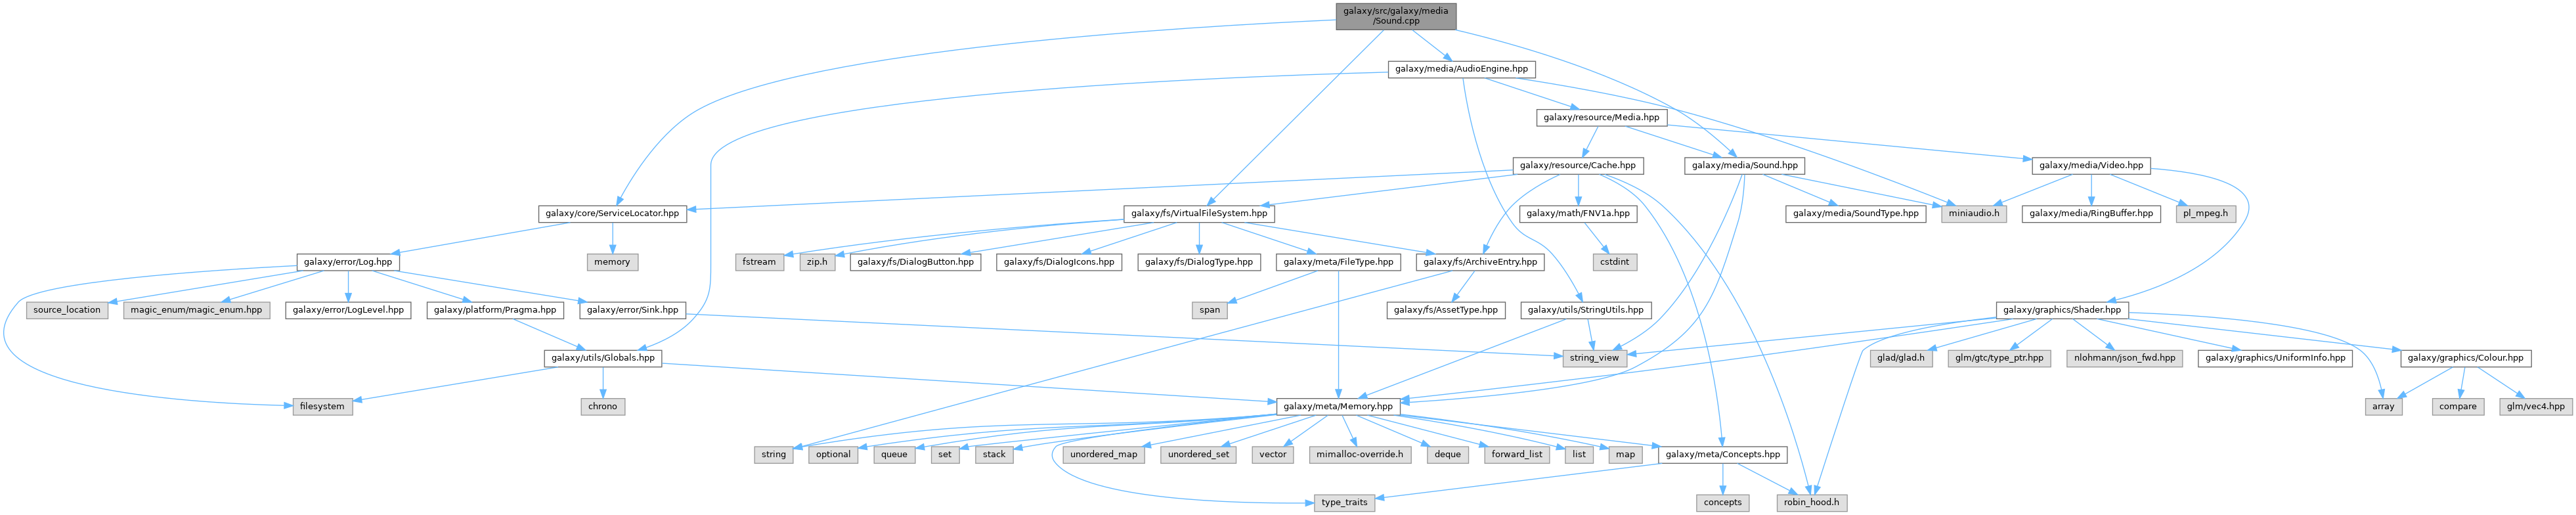 galaxy/src/galaxy/media
/Sound.cpp
galaxy/media/AudioEngine.hpp
galaxy/resource/Media.hpp
galaxy/resource/Cache.hpp
galaxy/media/Sound.hpp
galaxy/media/Video.hpp
galaxy/core/ServiceLocator.hpp
galaxy/fs/VirtualFileSystem.hpp
galaxy/math/FNV1a.hpp
galaxy/media/SoundType.hpp
miniaudio.h
galaxy/media/RingBuffer.hpp
pl_mpeg.h
galaxy/error/Log.hpp
memory
fstream
zip.h
galaxy/fs/DialogButton.hpp
galaxy/fs/DialogIcons.hpp
galaxy/fs/DialogType.hpp
galaxy/meta/FileType.hpp
galaxy/fs/ArchiveEntry.hpp
cstdint
source_location
magic_enum/magic_enum.hpp
galaxy/error/LogLevel.hpp
galaxy/platform/Pragma.hpp
galaxy/error/Sink.hpp
span
galaxy/fs/AssetType.hpp
galaxy/utils/StringUtils.hpp
galaxy/graphics/Shader.hpp
galaxy/utils/Globals.hpp
string_view
glad/glad.h
glm/gtc/type_ptr.hpp
nlohmann/json_fwd.hpp
galaxy/graphics/UniformInfo.hpp
galaxy/graphics/Colour.hpp
filesystem
chrono
galaxy/meta/Memory.hpp
array
compare
glm/vec4.hpp
string
optional
queue
set
stack
unordered_map
unordered_set
vector
mimalloc-override.h
deque
forward_list
list
map
galaxy/meta/Concepts.hpp
type_traits
concepts
robin_hood.h